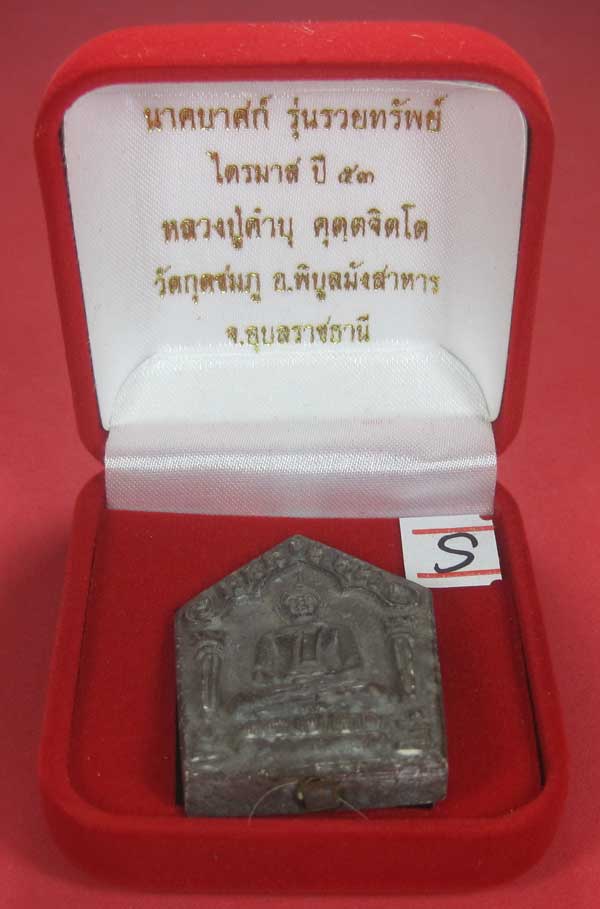 นาคบาศก์ รุ่นรวยทรัพย์
ไตรมาส ปี ๕๓
หลวงปู่คำบุ คุตฺตจิตฺโต
วัดกุดชมภู อ.พิบูลมังสาหาร
จ.อุบลราชธานี
S